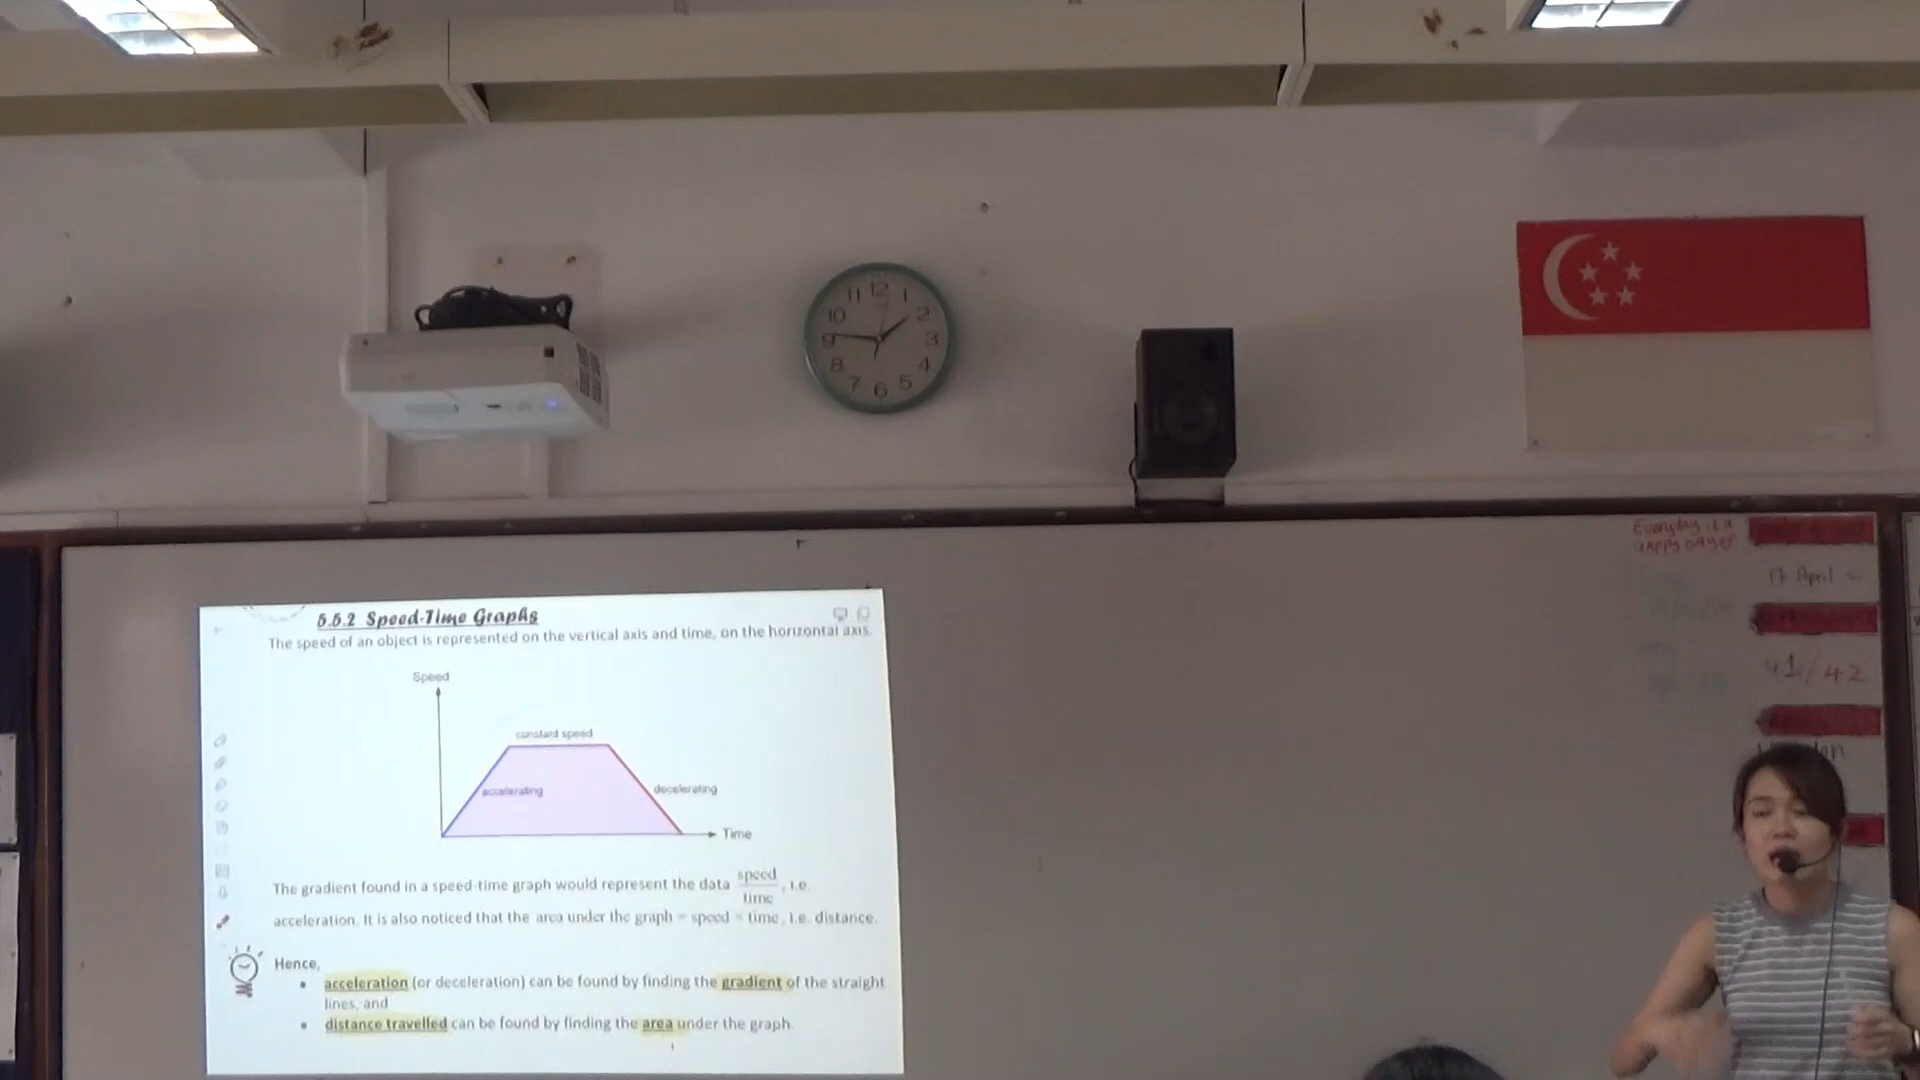 12
11 1
10 2
9 3
8 4
7 5
6
Everyday is a
HAPPY DAY
17 April
41/42
5.5.2 Speed-Time Graphs
The speed of an object is represented on the vertical axis and time, on the horizontal axis.
Speed
constant speed
accelerating
decelerating
Time
The gradient found in a speed-time graph would represent the data speed/time, i.e.
acceleration. It is also noticed that the area under the graph = speed × time, i.e. distance.
Hence,
• acceleration (or deceleration) can be found by finding the gradient of the straight
lines, and
• distance travelled can be found by finding the area under the graph.